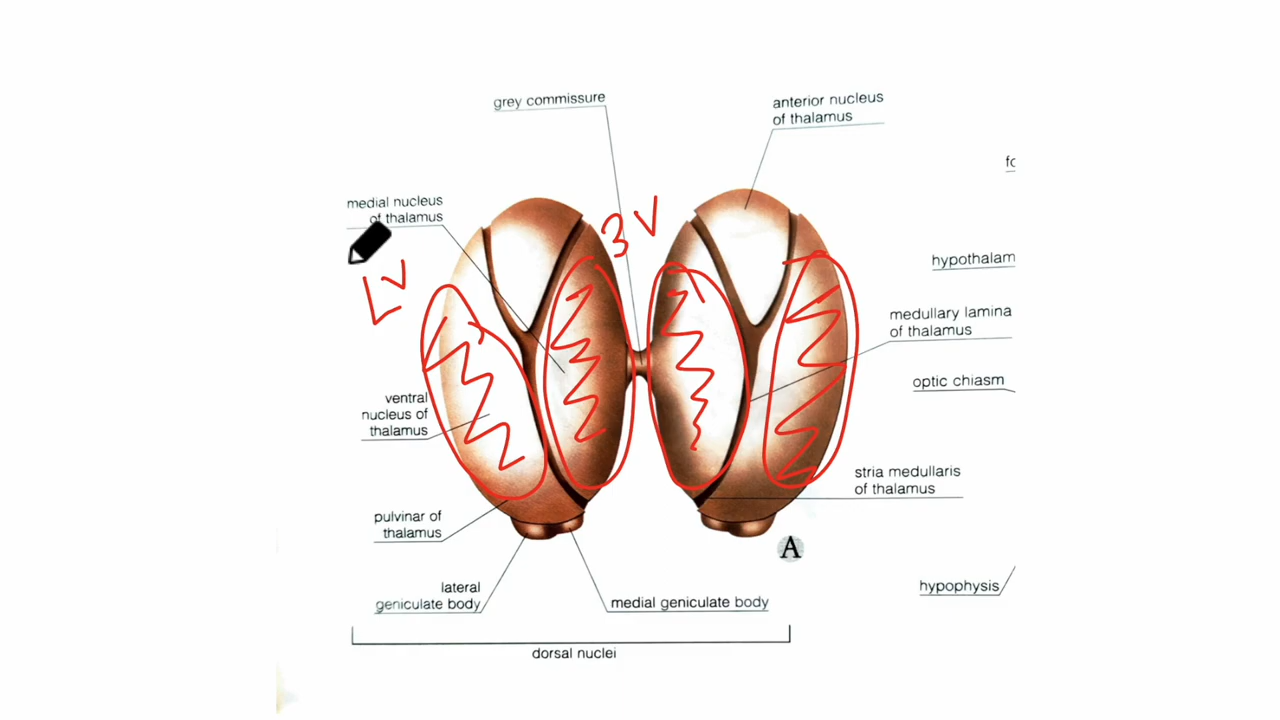 grey commissure
anterior nucleus
of thalamus
fc
medial nucleus
of thalamus
3V
LV
hypothalam
medullary lamina
of thalamus
optic chiasm
ventral
nucleus of
thalamus
stria medullaris
of thalamus
pulvinar of
thalamus
A
lateral
geniculate body
medial geniculate body
hypophysis
dorsal nuclei